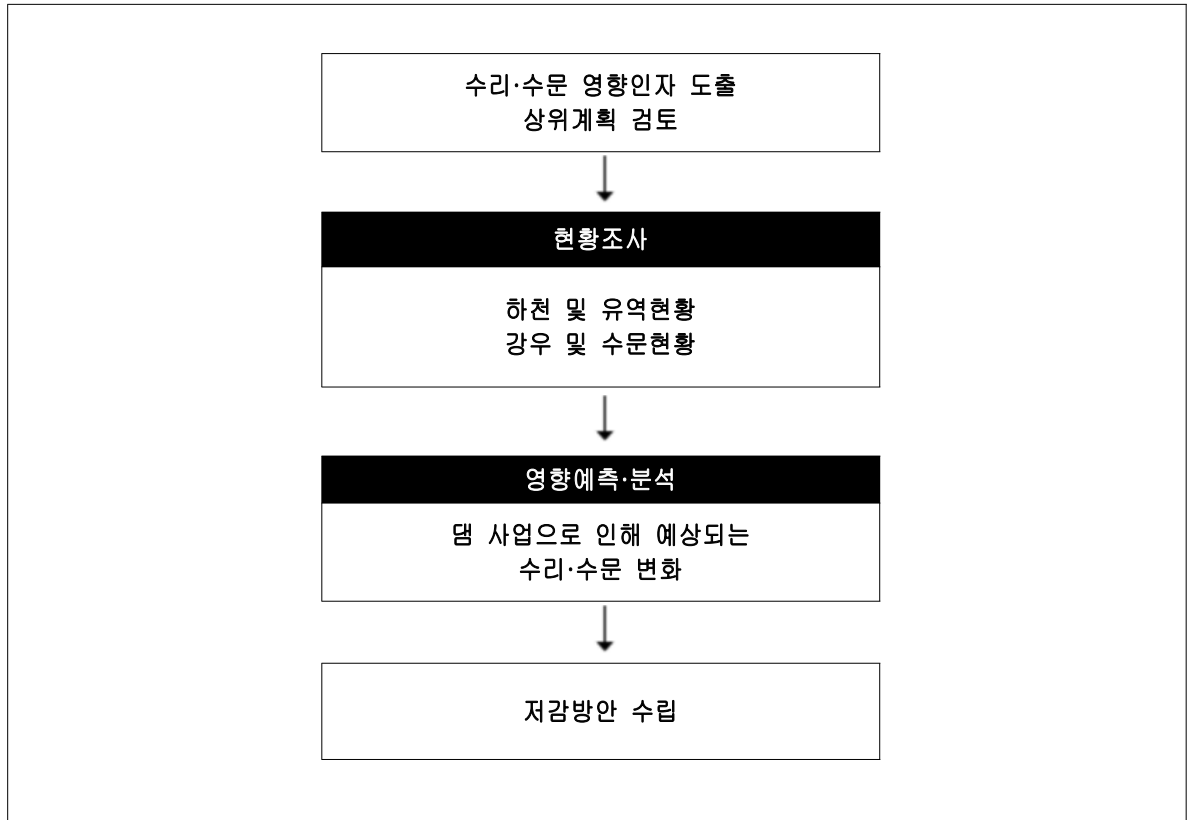 수리·수문 영향인자 도출
상위계획 검토
현황조사
하천 및 유역현황
강우 및 수문현황
영향예측·분석
댐 사업으로 인해 예상되는
수리·수문 변화
저감방안 수립